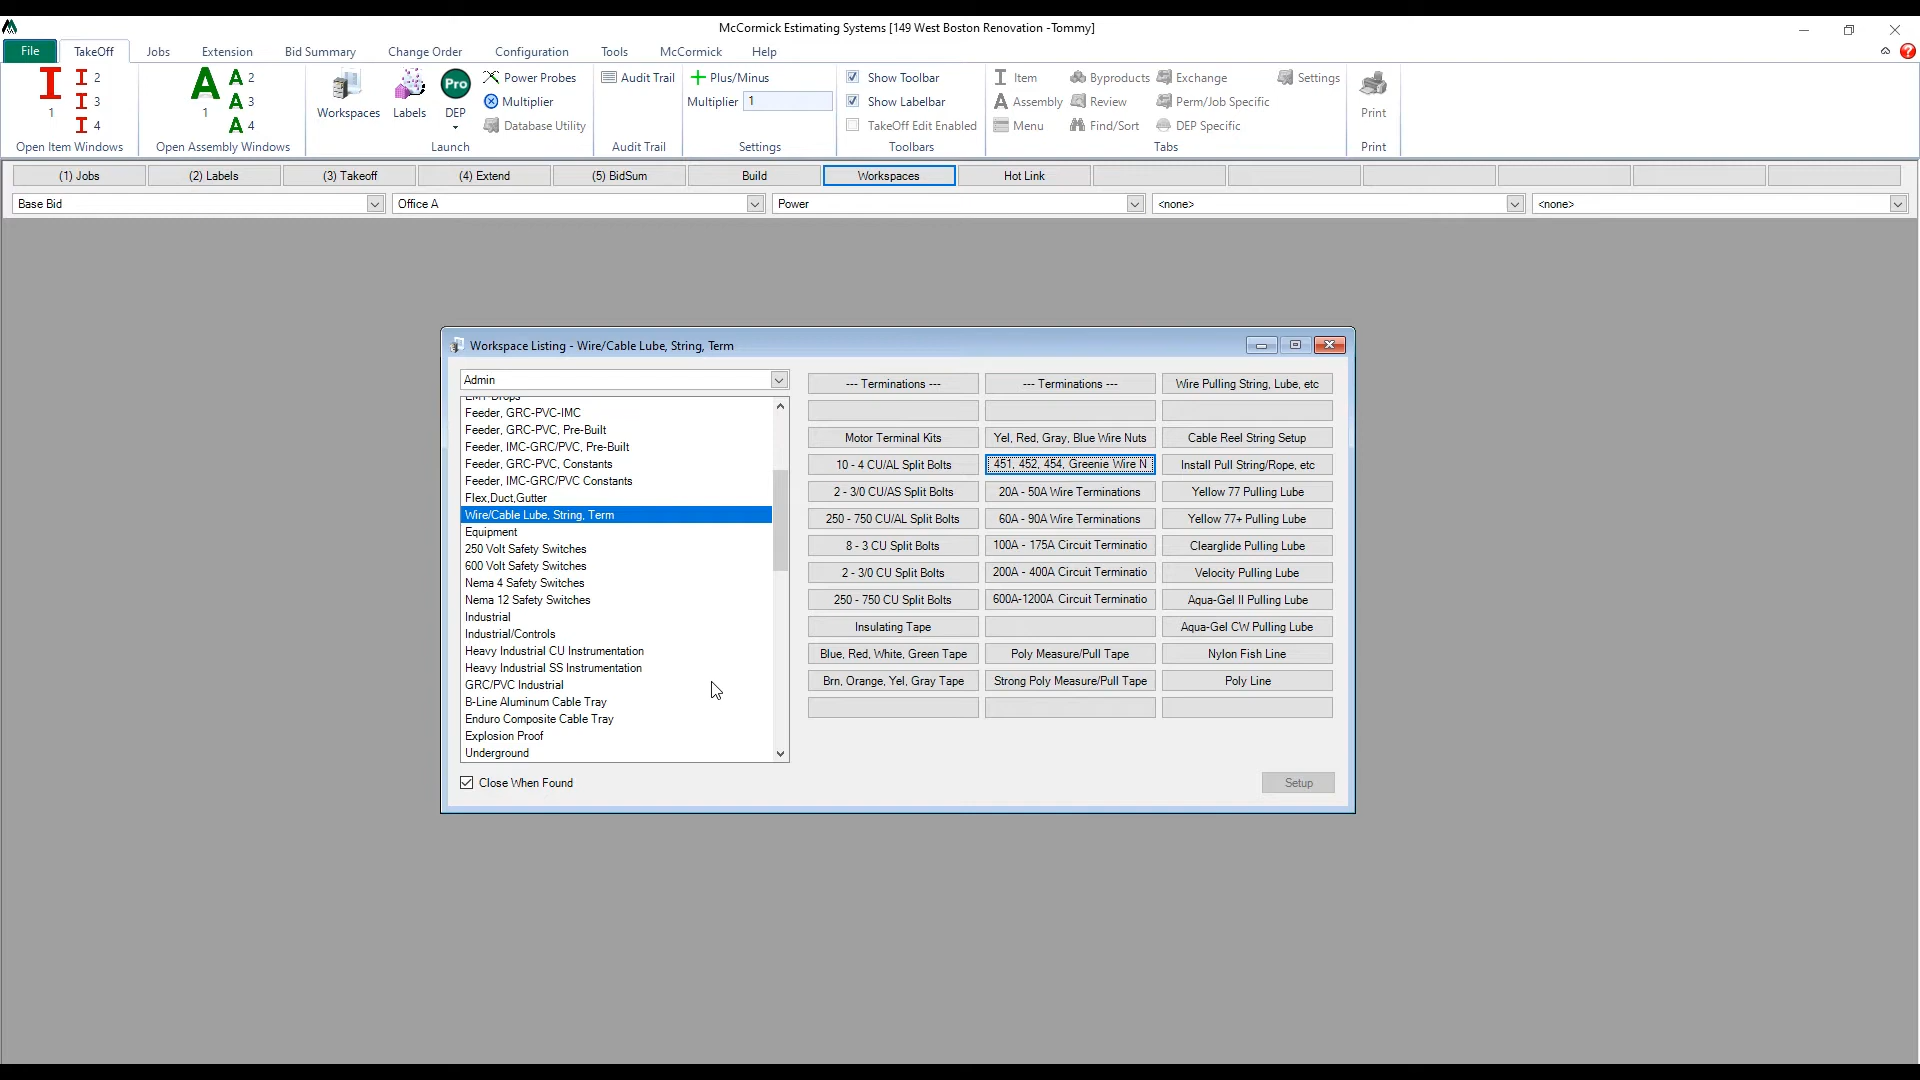 McCormick Estimating Systems [149 West Boston Renovation -Tommy]
File TakeOff Jobs Extension Bid Summary Change Order Configuration Tools McCormick Help
I 1 I 2 I 3 I 4
Open Item Windows
A 1 A 2 A 3 A 4
Open Assembly Windows
Workspaces
Labels
Pro
DEP
Power Probes
Multiplier
Database Utility
Launch
Audit Trail
Audit Trail
Plus/Minus
Multiplier 1
Settings
Show Toolbar
Show Labelbar
TakeOff Edit Enabled
Toolbars
Item Byproducts Exchange Settings
Assembly Review Perm/Job Specific
Menu Find/Sort DEP Specific
Tabs
Print
Print
(1) Jobs (2) Labels (3) Takeoff (4) Extend (5) BidSum Build Workspaces Hot Link
Base Bid Office A Power <none> <none>
Workspace Listing - Wire/Cable Lube, String, Term
Admin
EMT Drops
Feeder, GRC-PVC-IMC
Feeder, GRC-PVC, Pre-Built
Feeder, IMC-GRC/PVC, Pre-Built
Feeder, GRC-PVC, Constants
Feeder, IMC-GRC/PVC Constants
Flex,Duct,Gutter
Wire/Cable Lube, String, Term
Equipment
250 Volt Safety Switches
600 Volt Safety Switches
Nema 4 Safety Switches
Nema 12 Safety Switches
Industrial
Industrial/Controls
Heavy Industrial CU Instrumentation
Heavy Industrial SS Instrumentation
GRC/PVC Industrial
B-Line Aluminum Cable Tray
Enduro Composite Cable Tray
Explosion Proof
Underground
Close When Found
--- Terminations --- --- Terminations --- Wire Pulling String, Lube, etc
Motor Terminal Kits Yel, Red, Gray, Blue Wire Nuts Cable Reel String Setup
10 - 4 CU/AL Split Bolts 451, 452, 454, Greenie Wire N Install Pull String/Rope, etc
2 - 3/0 CU/AS Split Bolts 20A - 50A Wire Terminations Yellow 77 Pulling Lube
250 - 750 CU/AL Split Bolts 60A - 90A Wire Terminations Yellow 77+ Pulling Lube
8 - 3 CU Split Bolts 100A - 175A Circuit Terminatio Clearglide Pulling Lube
2 - 3/0 CU Split Bolts 200A - 400A Circuit Terminatio Velocity Pulling Lube
250 - 750 CU Split Bolts 600A-1200A Circuit Terminatio Aqua-Gel II Pulling Lube
Insulating Tape Aqua-Gel CW Pulling Lube
Blue, Red, White, Green Tape Poly Measure/Pull Tape Nylon Fish Line
Brn, Orange, Yel, Gray Tape Strong Poly Measure/Pull Tape Poly Line
Setup